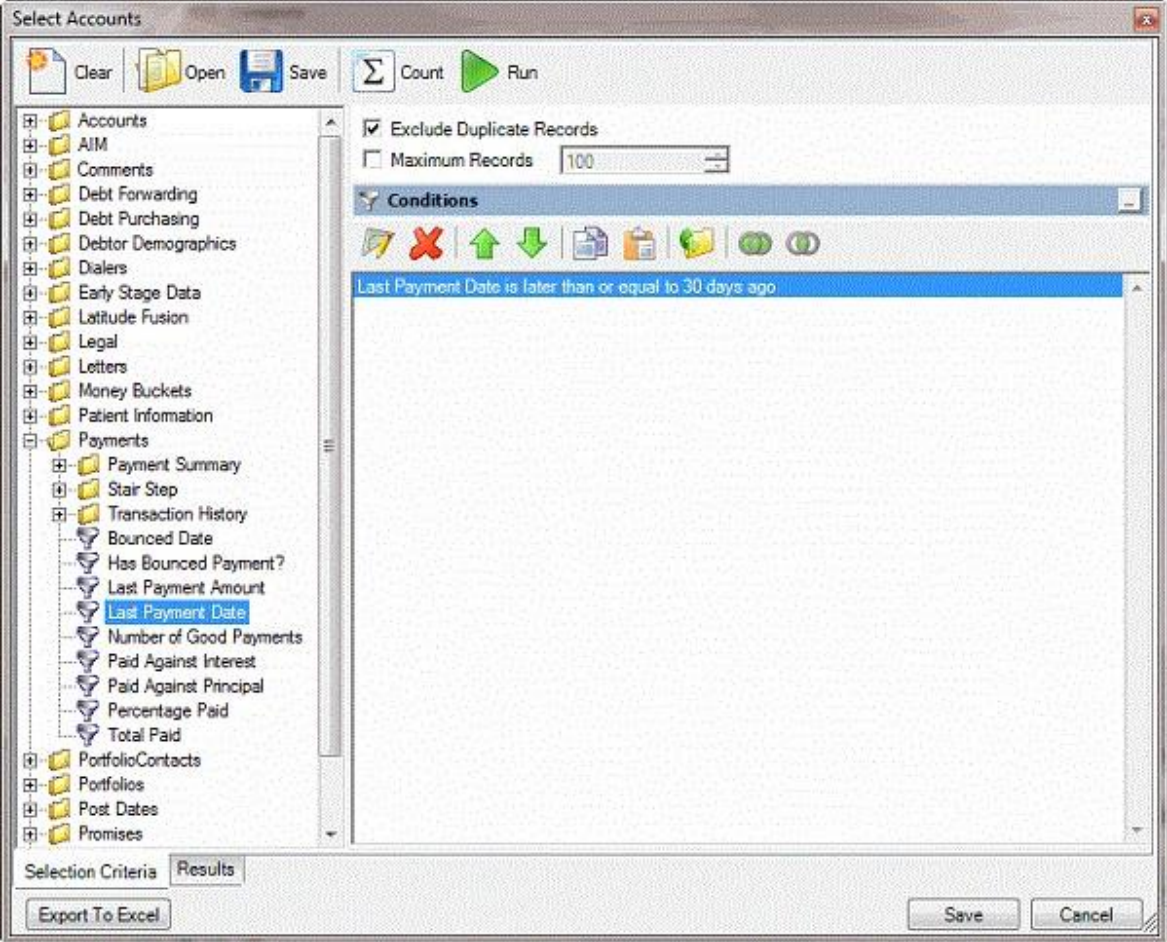 Select Accounts
Clear Open Save Σ Count Run
Accounts
AIM
Comments
Debt Forwarding
Debt Purchasing
Debtor Demographics
Dialers
Early Stage Data
Latitude Fusion
Legal
Letters
Money Buckets
Patient Information
Payments
Payment Summary
Stair Step
Transaction History
Bounced Date
Has Bounced Payment?
Last Payment Amount
Last Payment Date
Number of Good Payments
Paid Against Interest
Paid Against Principal
Percentage Paid
Total Paid
PortfolioContacts
Portfolios
Post Dates
Promises
Exclude Duplicate Records
Maximum Records 100
Conditions
Last Payment Date is later than or equal to 30 days ago
Selection Criteria Results
Export To Excel Save Cancel